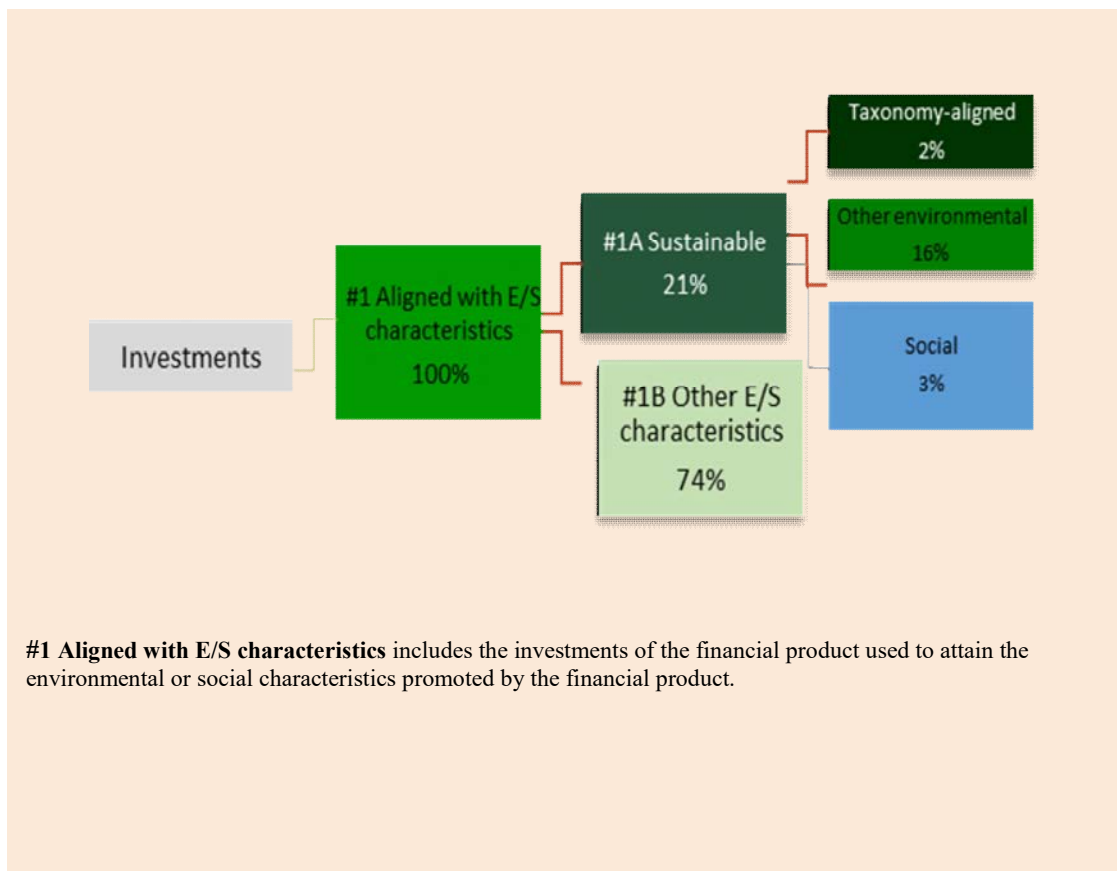 Investments
#1 Aligned with E/S
characteristics
100%
#1A Sustainable
21%
#1B Other E/S
characteristics
74%
Taxonomy-aligned
2%
Other environmental
16%
Social
3%
#1 Aligned with E/S characteristics includes the investments of the financial product used to attain the
environmental or social characteristics promoted by the financial product.